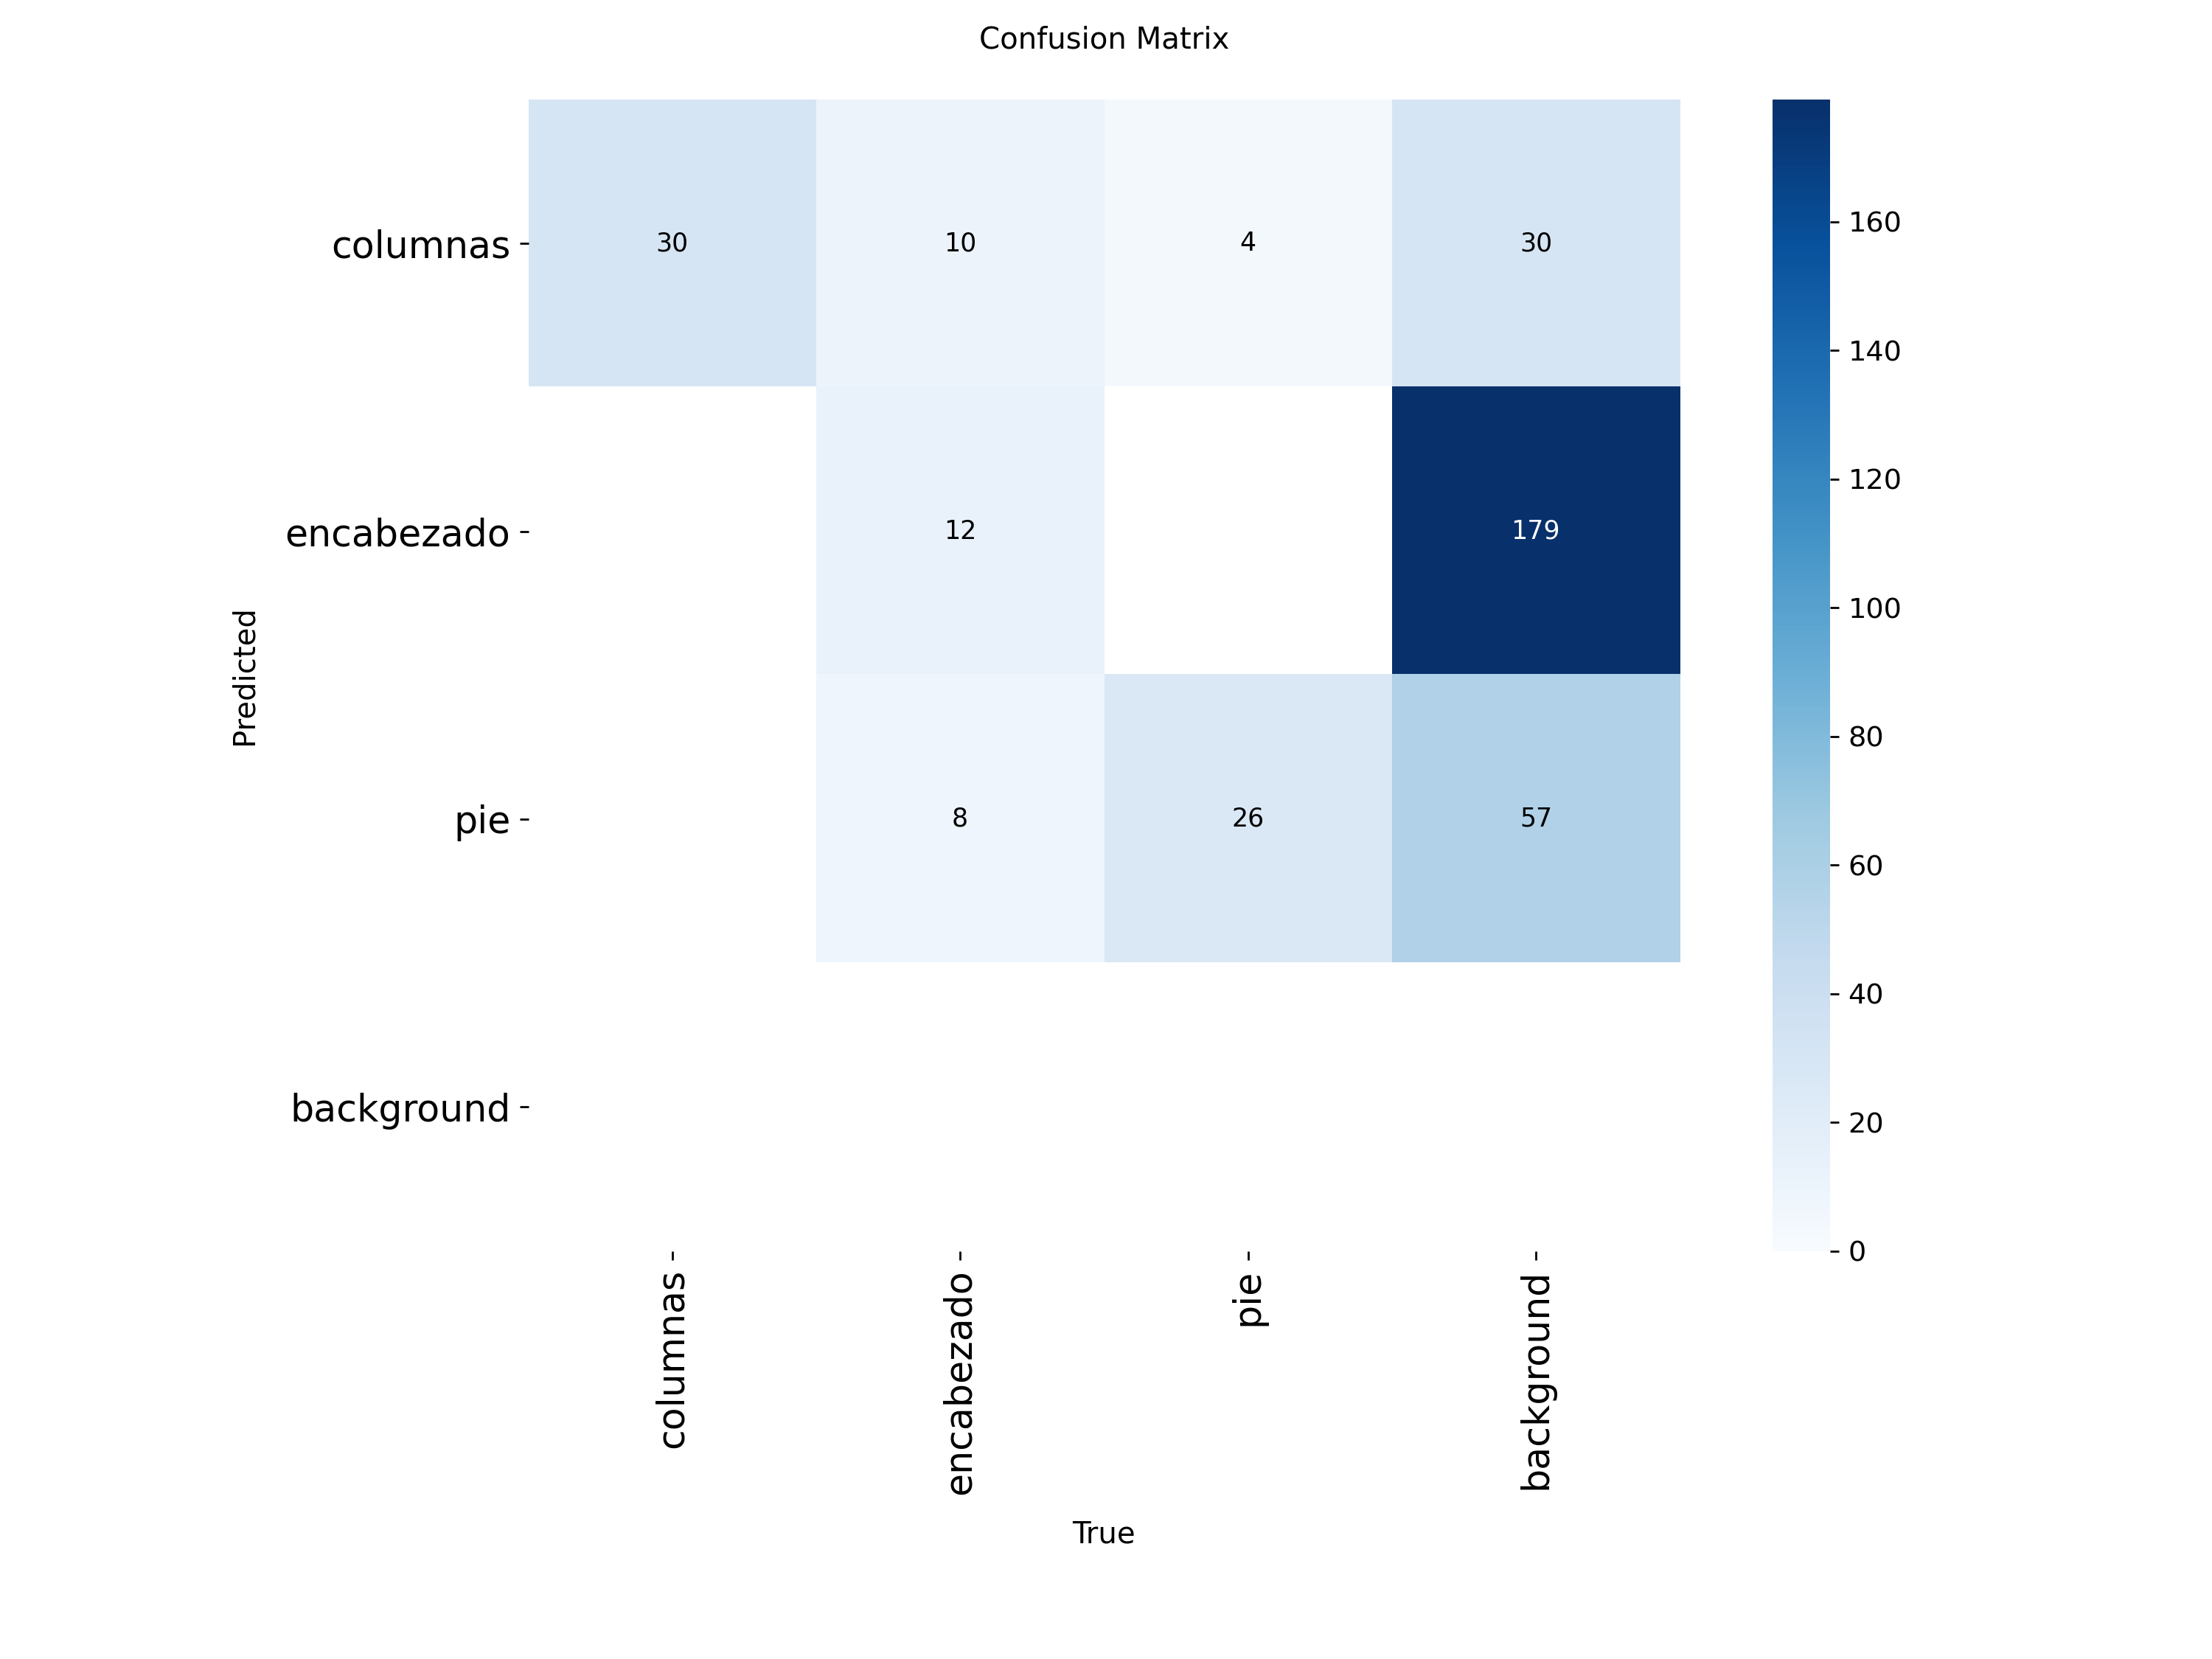 Confusion Matrix
columnas
30
10
4
30
encabezado
12
179
pie
8
26
57
background
Predicted
columnas
encabezado
pie
background
True
160
140
120
100
80
60
40
20
0